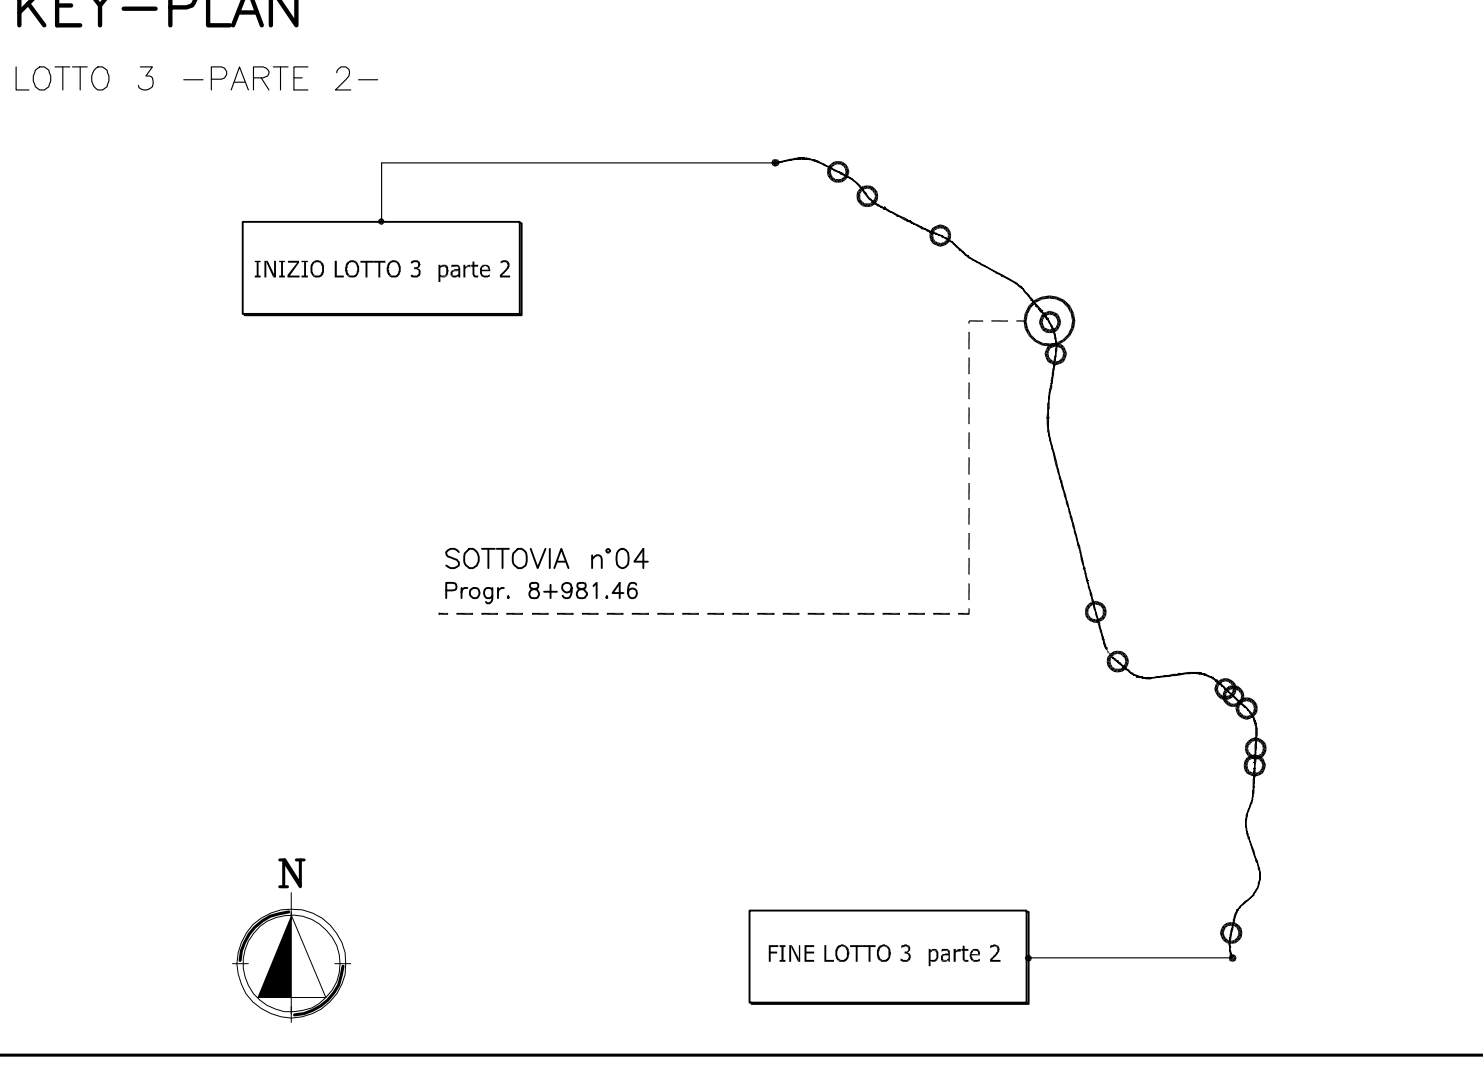 KEY-PLAN
LOTTO 3 -PARTE 2-
INIZIO LOTTO 3 parte 2
SOTTOVIA n°04
Progr. 8+981.46
N
FINE LOTTO 3 parte 2